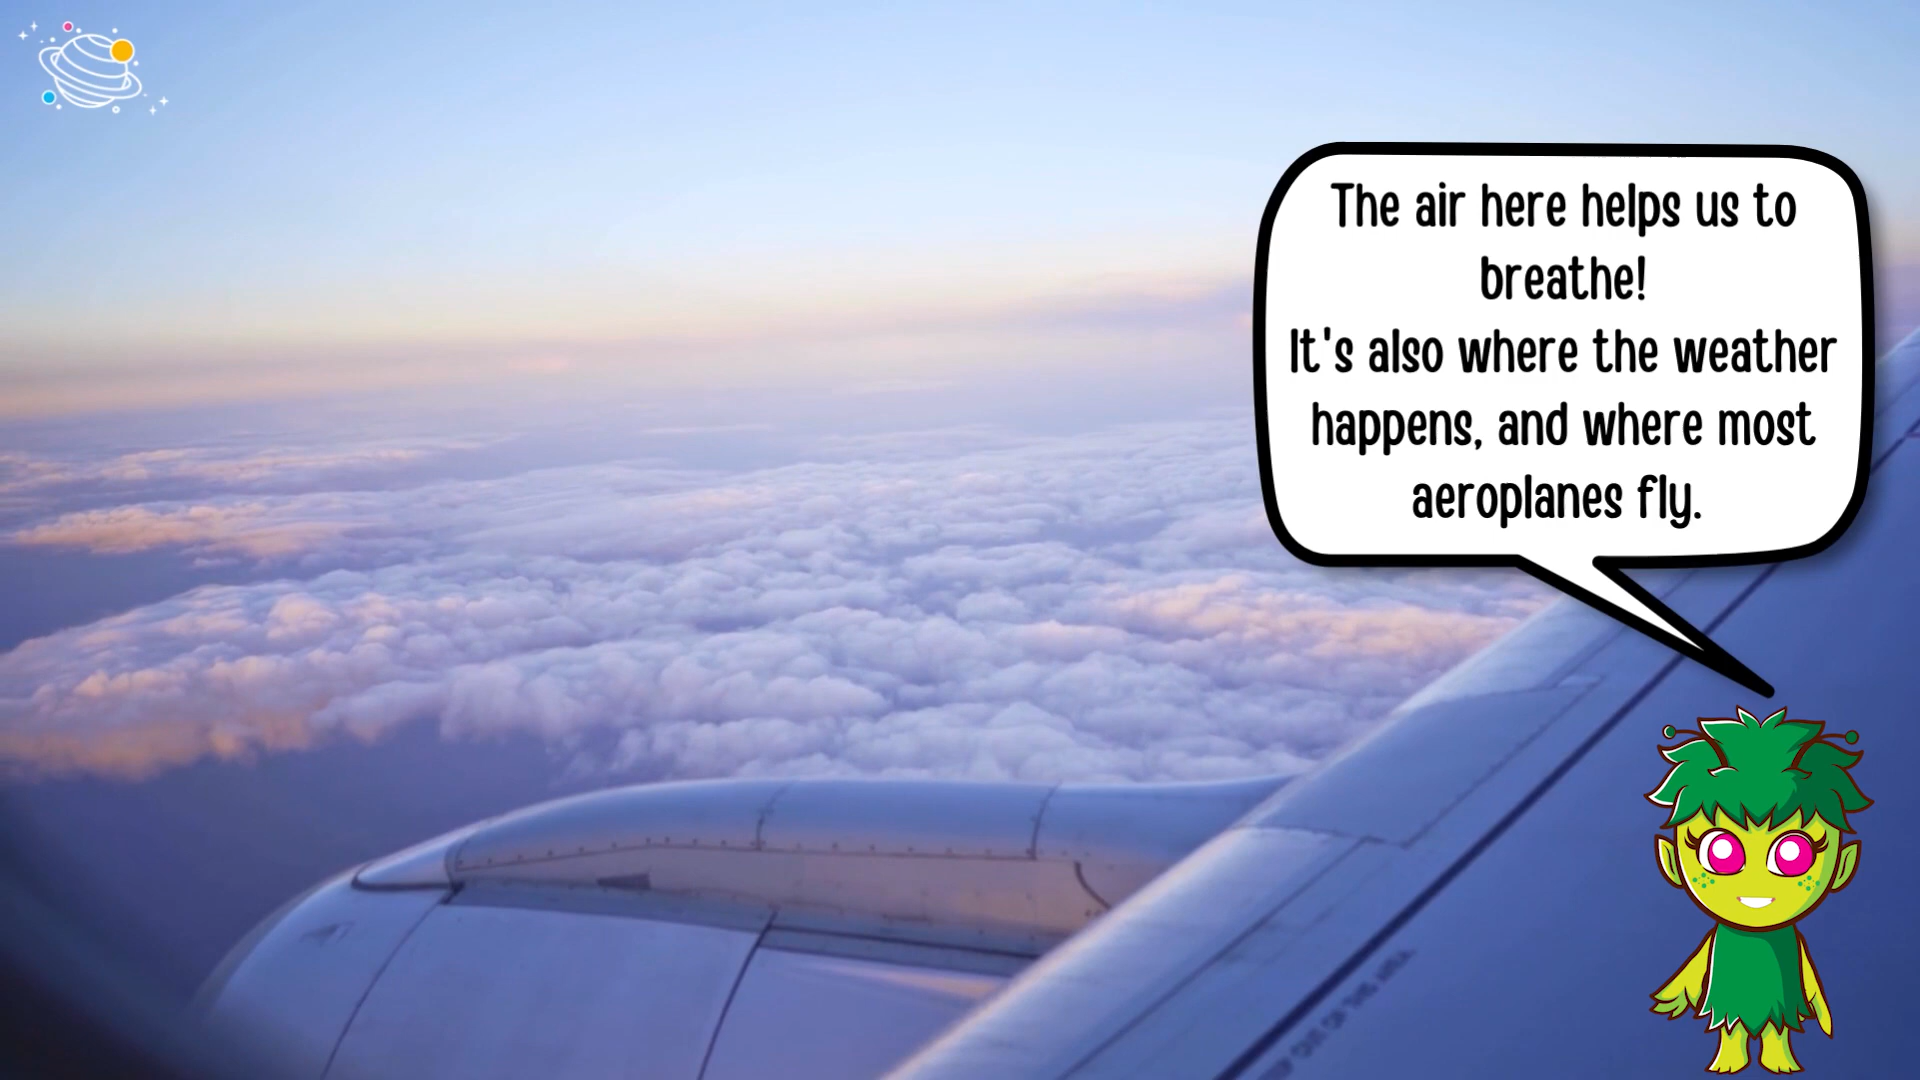 The air here helps us to
breathe!
It's also where the weather
happens, and where most
aeroplanes fly.